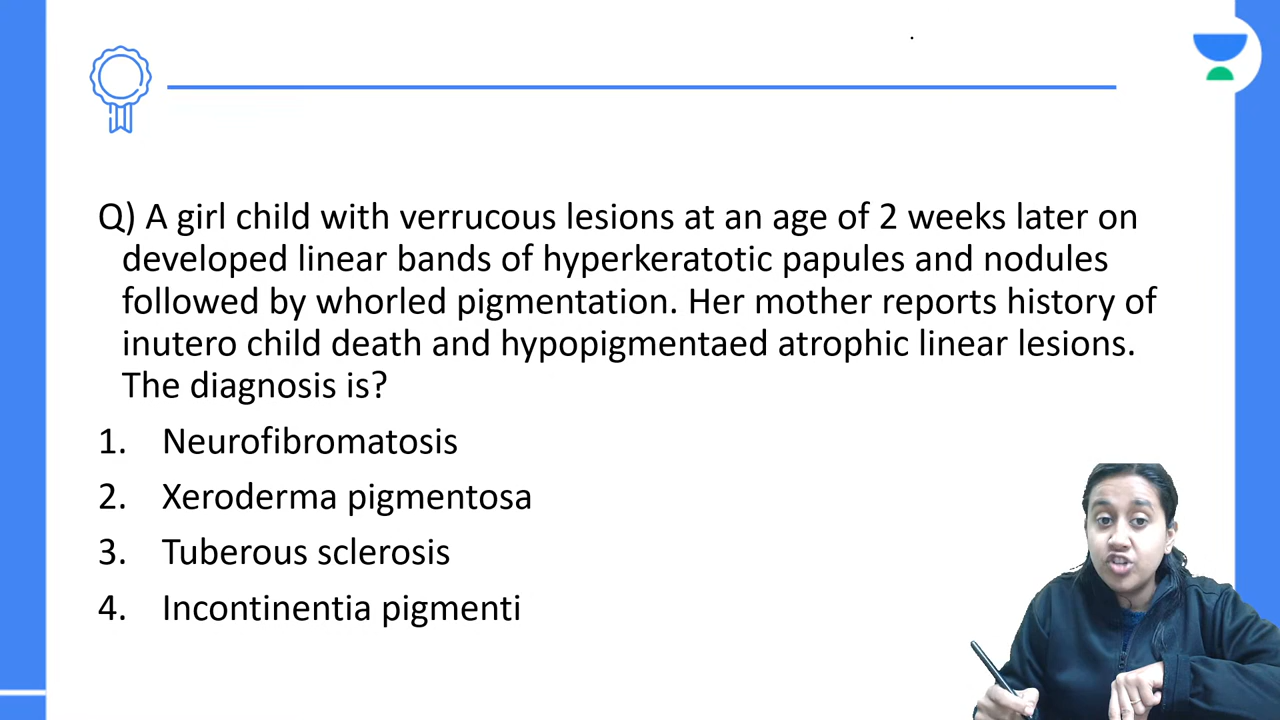 Q) A girl child with verrucous lesions at an age of 2 weeks later on
developed linear bands of hyperkeratotic papules and nodules
followed by whorled pigmentation. Her mother reports history of
inutero child death and hypopigmentaed atrophic linear lesions.
The diagnosis is?
1. Neurofibromatosis
2. Xeroderma pigmentosa
3. Tuberous sclerosis
4. Incontinentia pigmenti